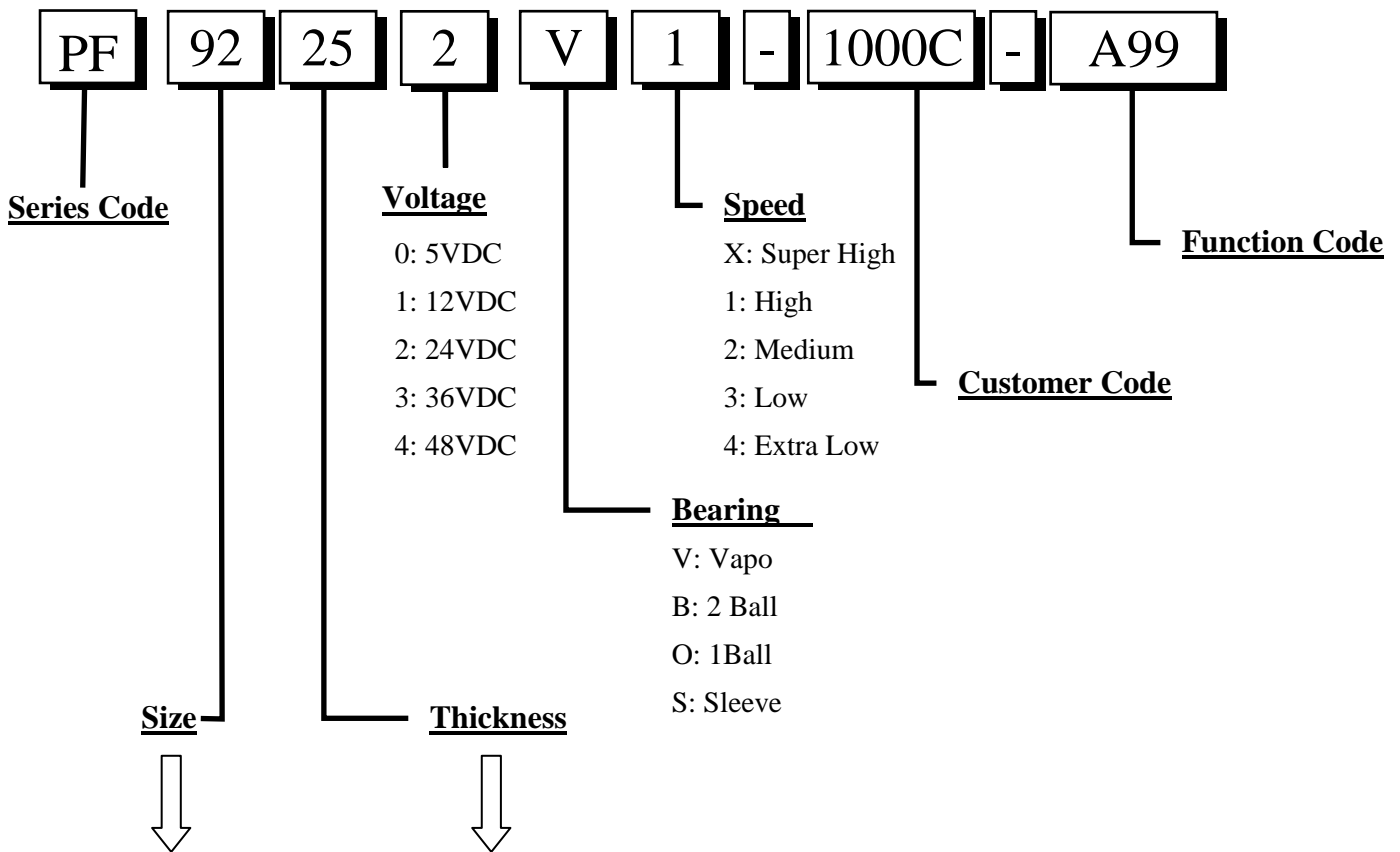 PF 92 25 2 V 1 - 1000C - A99
Series Code
Voltage
0: 5VDC
1: 12VDC
2: 24VDC
3: 36VDC
4: 48VDC
Speed
X: Super High
1: High
2: Medium
3: Low
4: Extra Low
Function Code
Customer Code
Bearing
V: Vapo
B: 2 Ball
O: 1Ball
S: Sleeve
Size
Thickness